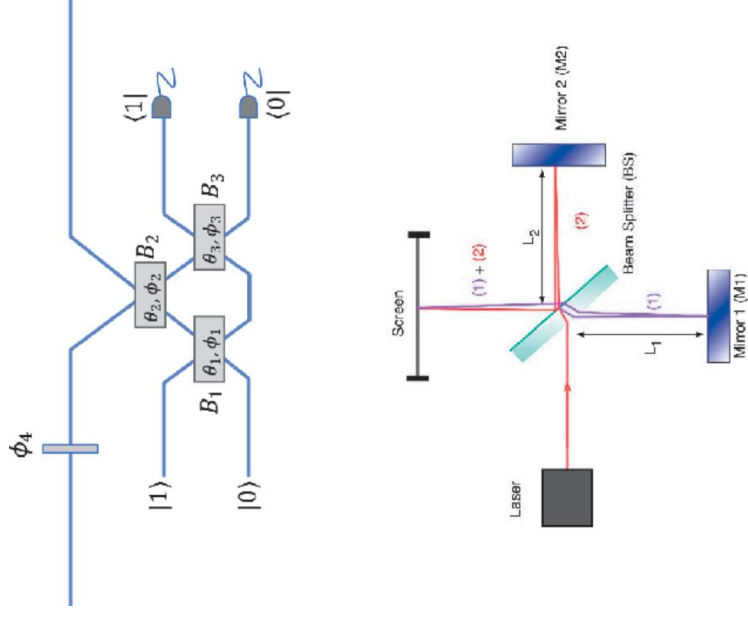 ϕ₄
θ₂, ϕ₂
B₂
|1⟩
⟨1|
θ₁, ϕ₁
B₁
θ₃, ϕ₃
B₃
|0⟩
⟨0|
Screen
(1) + (2)
Laser
L₂
(2)
Mirror 2 (M2)
Beam Splitter (BS)
L₁
(1)
Mirror 1 (M1)